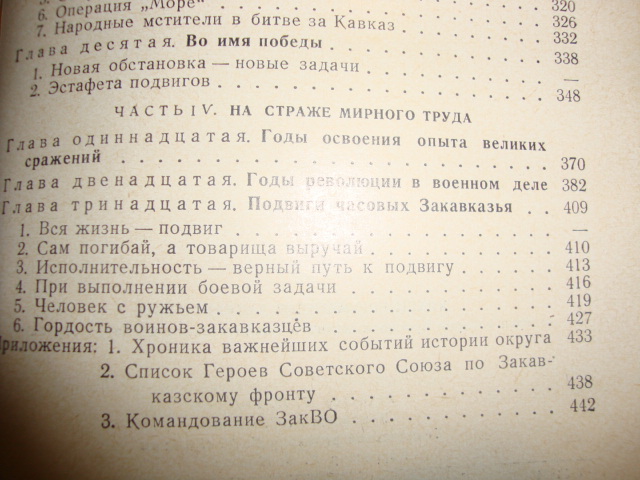 6. Операция „Море" . . . . . 320
7. Народные мстители в битве за Кавказ . . . . 326
Глава десятая. Во имя победы . . . . . . . 332
1. Новая обстановка — новые задачи . . . . . . 338
2. Эстафета подвигов . . . . . . . . . —
348
ЧАСТЬ IV. НА СТРАЖЕ МИРНОГО ТРУДА
Глава одиннадцатая. Годы освоения опыта великих
сражений . . . . . . . . . . . . . . 370
Глава двенадцатая. Годы революции в военном деле 382
Глава тринадцатая. Подвиги часовых Закавказья . . 409
1. Вся жизнь — подвиг . . . . . . . . . . —
2. Сам погибай, а товарища выручай . . . . . . 410
3. Исполнительность — верный путь к подвигу . . . . 413
4. При выполнении боевой задачи . . . . . . . 416
5. Человек с ружьем . . . . . . . . . . 419
6. Гордость воинов-закавказцев . . . . . . . 427
Приложения: 1. Хроника важнейших событий истории округа 433
2. Список Героев Советского Союза по Закав-
казскому фронту . . . . . . . . . 438
3. Командование ЗакВО . . . . . . . . 442